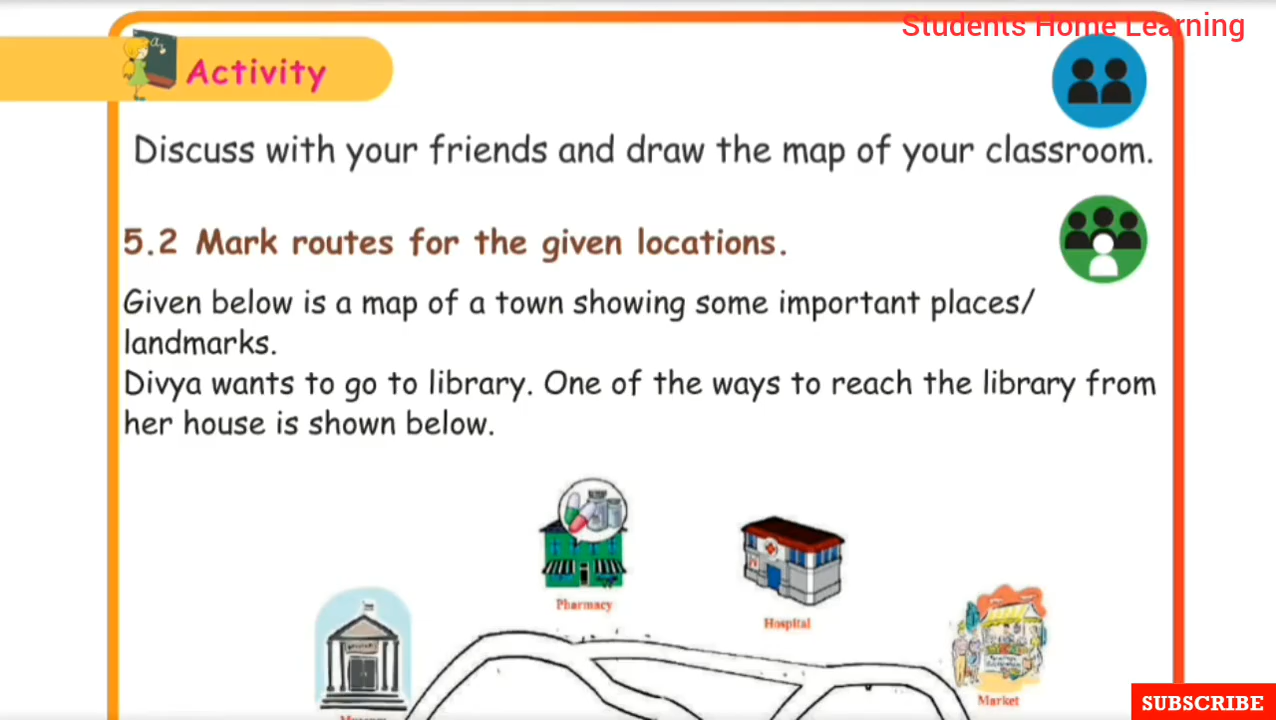 Students Home Learning
Activity
Discuss with your friends and draw the map of your classroom.
5.2 Mark routes for the given locations.
Given below is a map of a town showing some important places/
landmarks.
Divya wants to go to library. One of the ways to reach the library from
her house is shown below.
Pharmacy
Hospital
Market
SUBSCRIBE